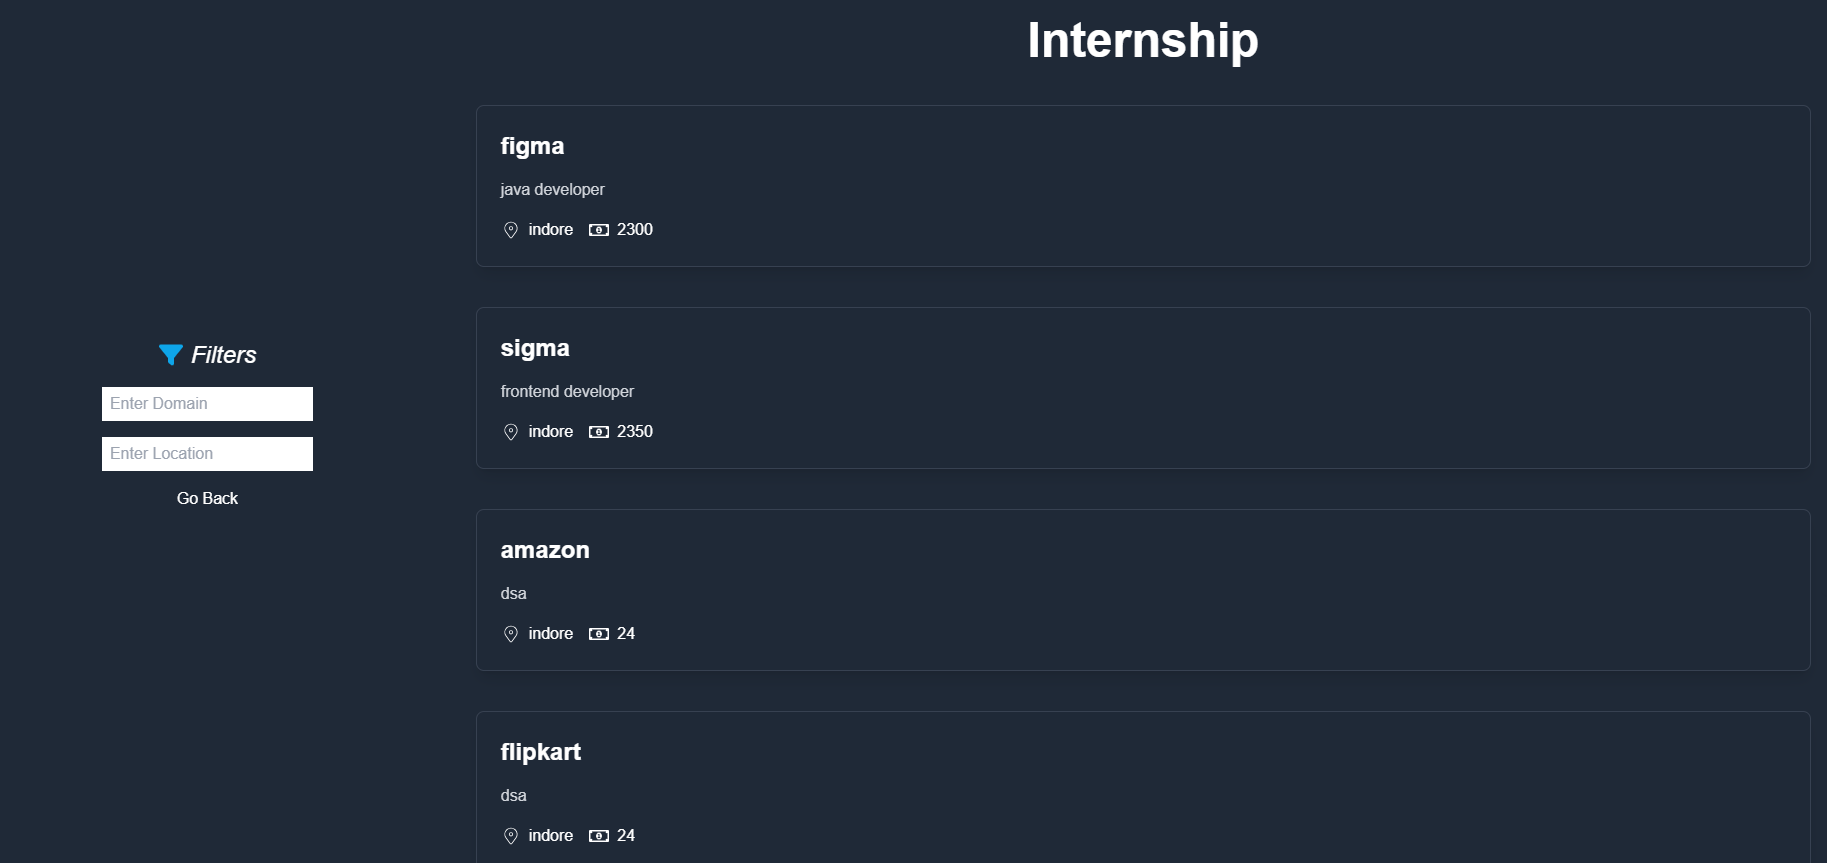 Internship
figma
java developer
indore 2300
sigma
frontend developer
indore 2350
amazon
dsa
indore 24
flipkart
dsa
indore 24
Filters
Enter Domain
Enter Location
Go Back